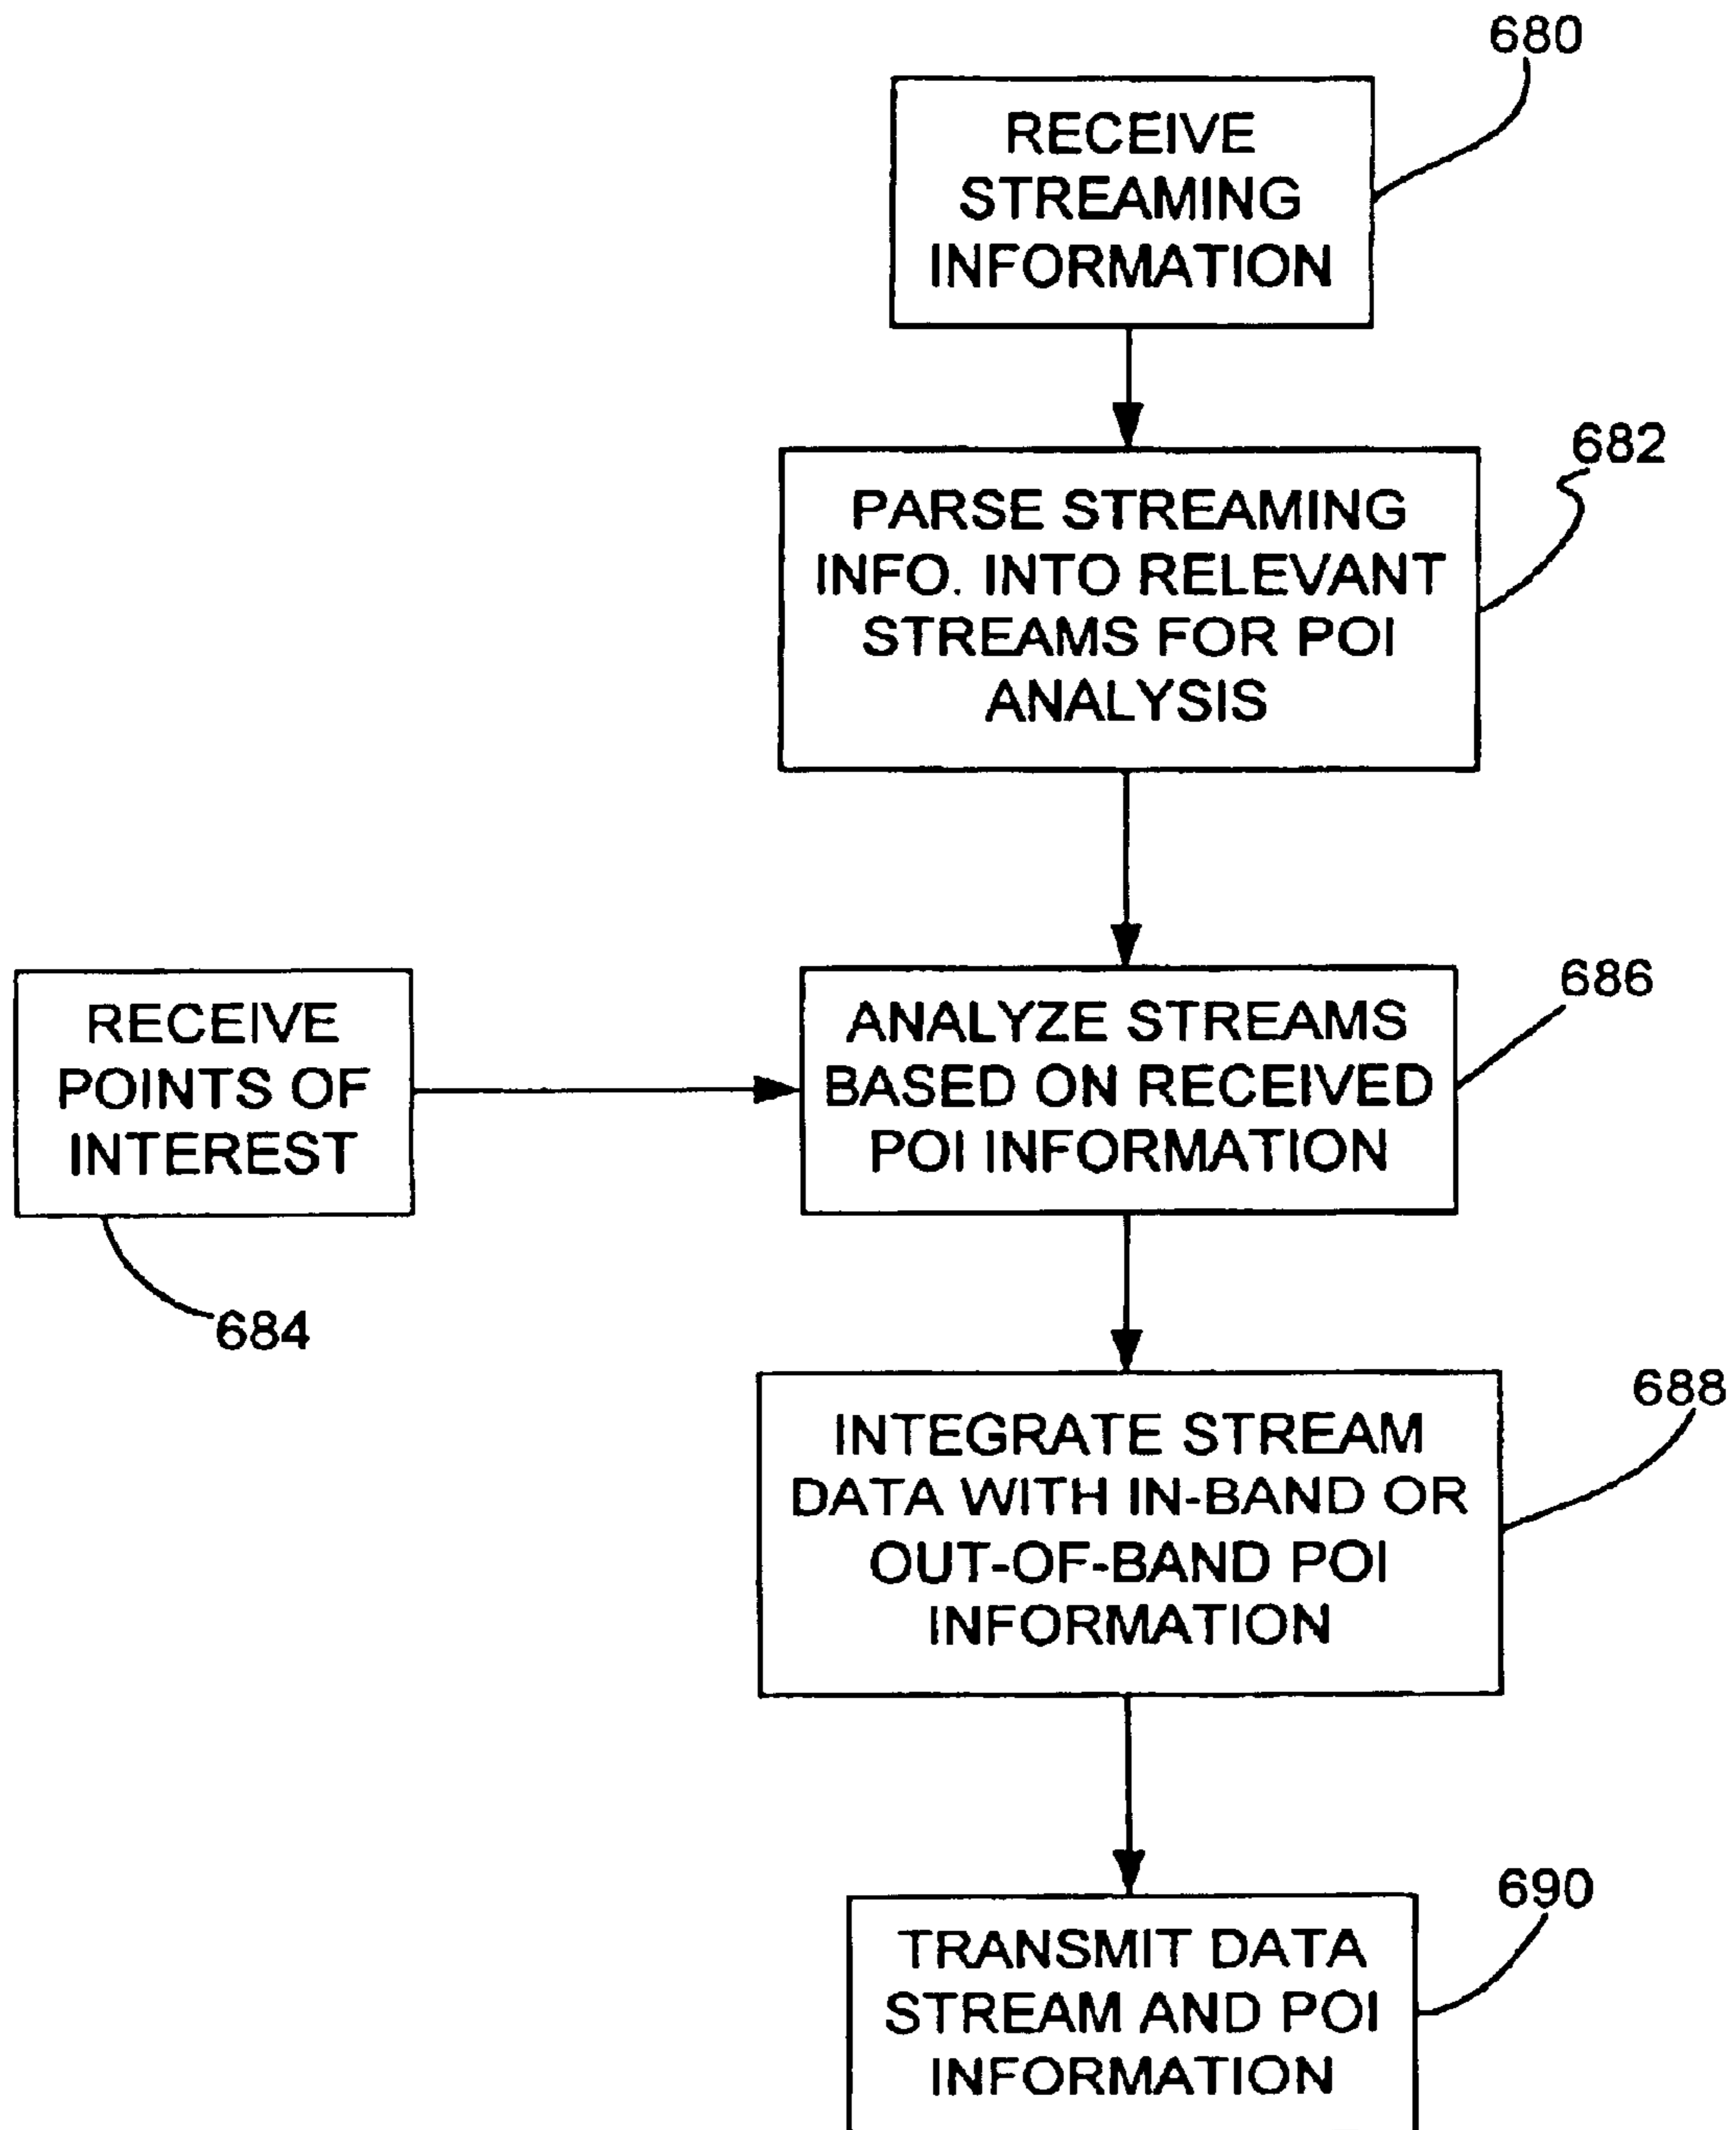 680
RECEIVE
STREAMING
INFORMATION
682
PARSE STREAMING
INFO. INTO RELEVANT
STREAMS FOR POI
ANALYSIS
RECEIVE
POINTS OF
INTEREST
684
686
ANALYZE STREAMS
BASED ON RECEIVED
POI INFORMATION
688
INTEGRATE STREAM
DATA WITH IN-BAND OR
OUT-OF-BAND POI
INFORMATION
690
TRANSMIT DATA
STREAM AND POI
INFORMATION